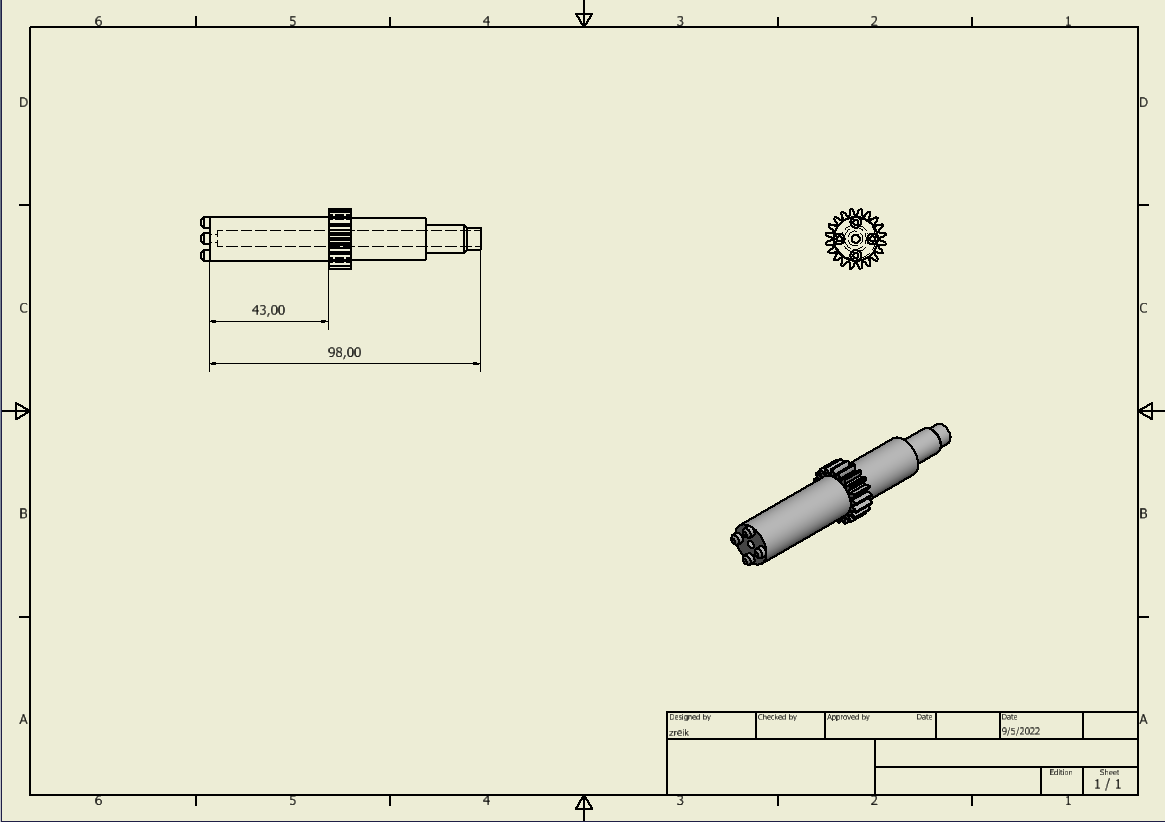 6 5 4 3 2 1
D D
43,00
C C
98,00
B B
A A
Designed by Checked by Approved by Date Date
zreik 9/5/2022
Edition Sheet
1 / 1
6 5 4 3 2 1